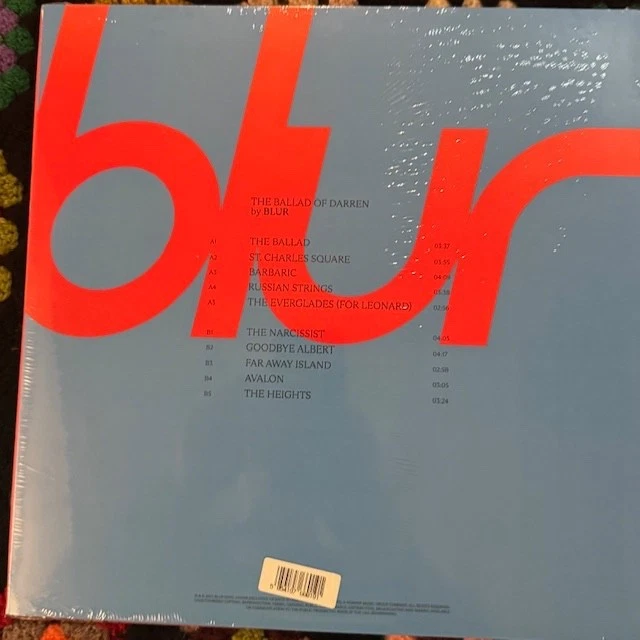 blur
THE BALLAD OF DARREN
by BLUR
A1 THE BALLAD 03:37
A2 ST. CHARLES SQUARE 03:55
A3 BARBARIC 04:08
A4 RUSSIAN STRINGS 03:38
A5 THE EVERGLADES (FOR LEONARD) 02:56
B1 THE NARCISSIST 04:05
B2 GOODBYE ALBERT 04:17
B3 FAR AWAY ISLAND 02:58
B4 AVALON 03:05
B5 THE HEIGHTS 03:24